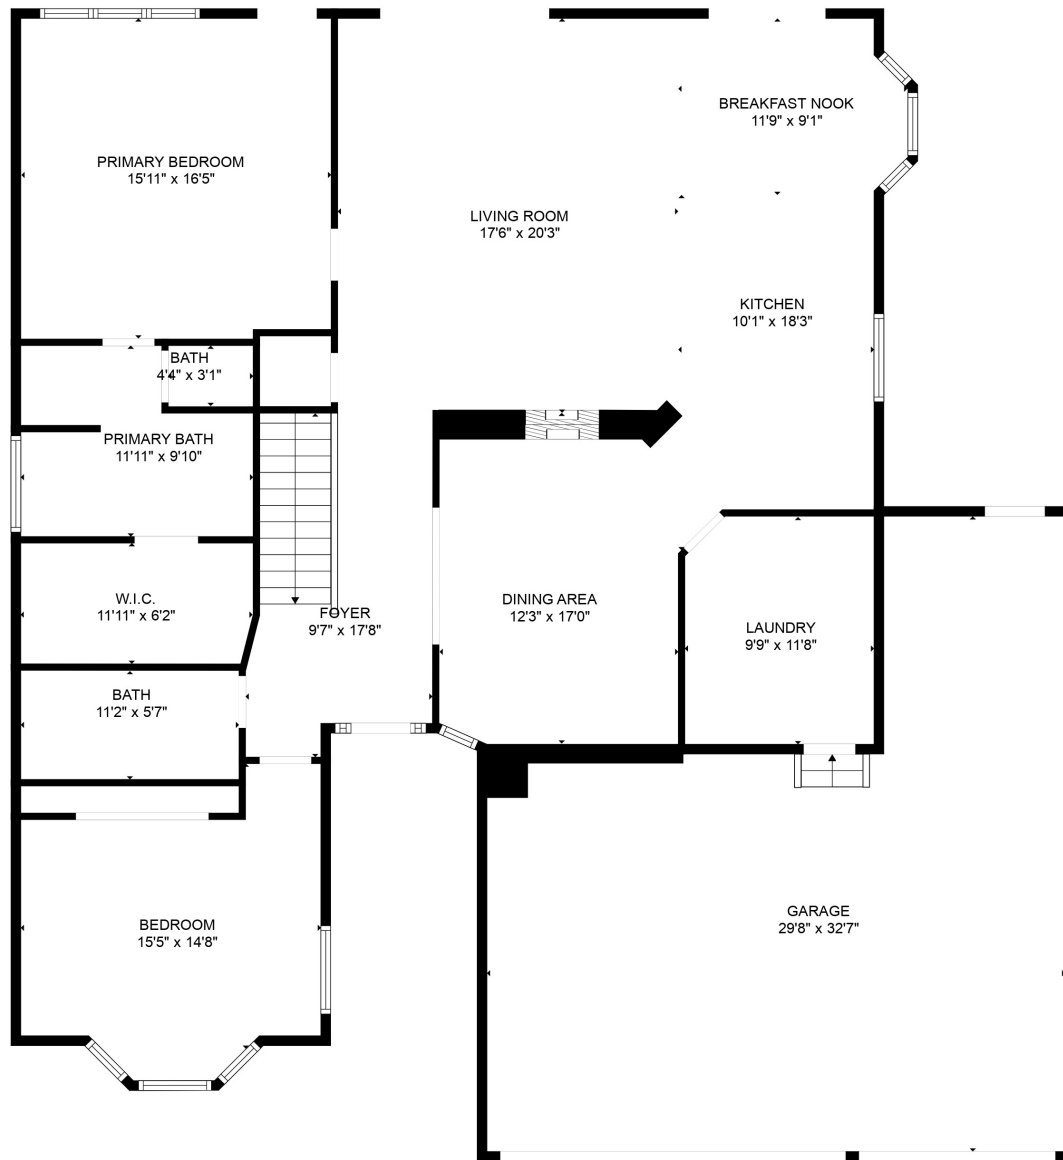 BREAKFAST NOOK
11'9" x 9'1"
PRIMARY BEDROOM
15'11" x 16'5"
LIVING ROOM
17'6" x 20'3"
KITCHEN
10'1" x 18'3"
BATH
4'4" x 3'1"
PRIMARY BATH
11'11" x 9'10"
W.I.C.
11'11" x 6'2"
FOYER
9'7" x 17'8"
DINING AREA
12'3" x 17'0"
LAUNDRY
9'9" x 11'8"
BATH
11'2" x 5'7"
BEDROOM
15'5" x 14'8"
GARAGE
29'8" x 32'7"